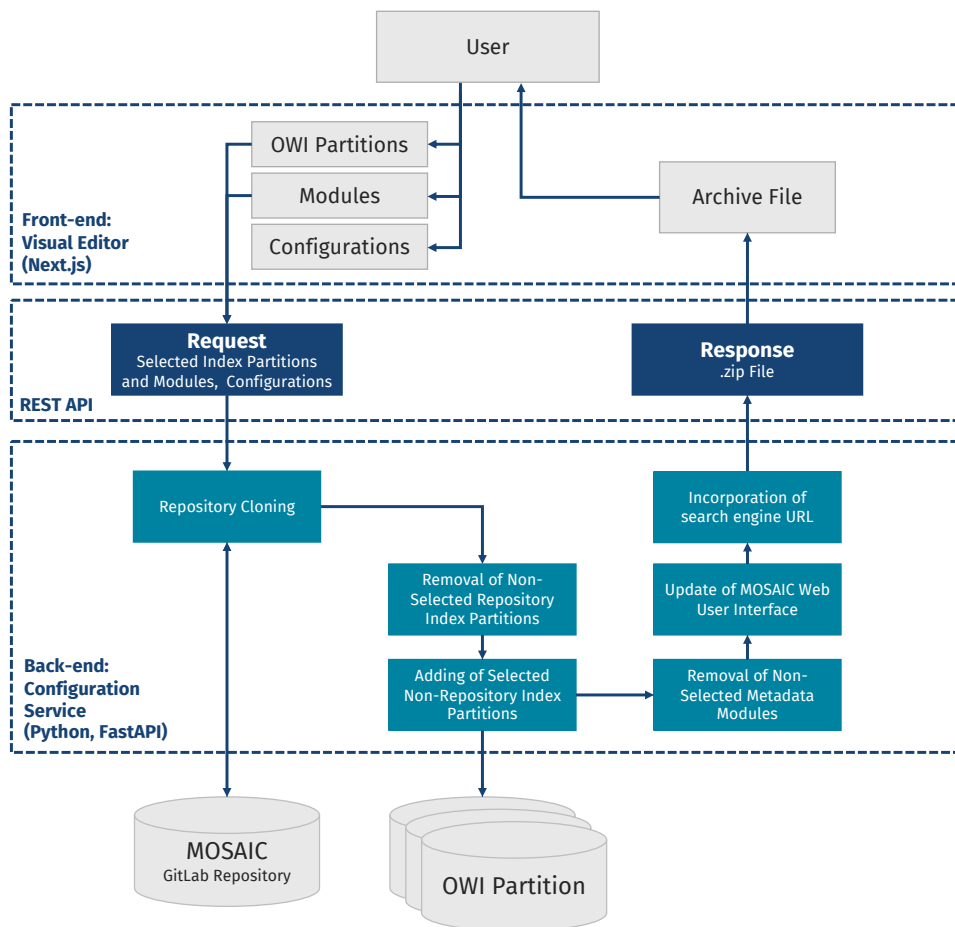 User
OWI Partitions
Modules
Configurations
Archive File
Front-end:
Visual Editor
(Next.js)
Request
Selected Index Partitions
and Modules, Configurations
Response
.zip File
REST API
Repository Cloning
Incorporation of
search engine URL
Removal of Non-
Selected Repository
Index Partitions
Update of MOSAIC Web
User Interface
Back-end:
Configuration
Service
(Python, FastAPI)
Adding of Selected
Non-Repository Index
Partitions
Removal of Non-
Selected Metadata
Modules
MOSAIC
GitLab Repository
OWI Partition